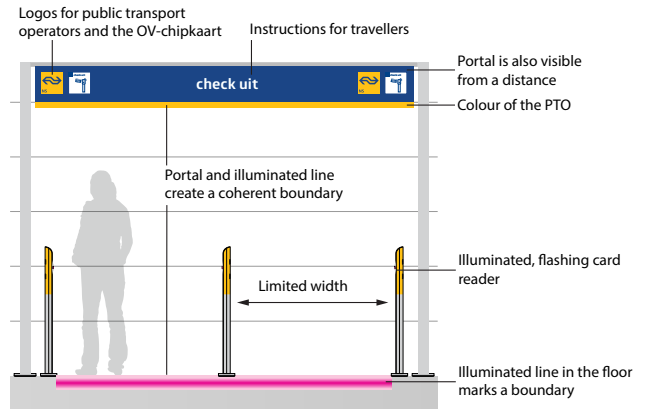 Logos for public transport
operators and the OV-chipkaart
Instructions for travellers
Portal is also visible
from a distance
check uit
NS
NS
Colour of the PTO
Portal and illuminated line
create a coherent boundary
Illuminated, flashing card
reader
Limited width
Illuminated line in the floor
marks a boundary